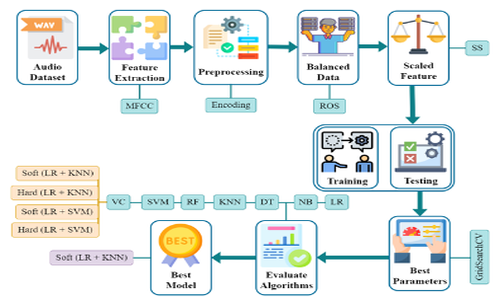 WAV
Audio
Dataset
Feature
Extraction
Preprocessing
Balanced
Data
Scaled
Feature
SS
MFCC
Encoding
ROS
Training
Testing
Soft (LR + KNN)
Hard (LR + KNN)
Soft (LR + SVM)
Hard (LR + SVM)
VC
SVM
RF
KNN
DT
NB
LR
BEST
Best
Model
Soft (LR + KNN)
Evaluate
Algorithms
Best
Parameters
GridSearchCV